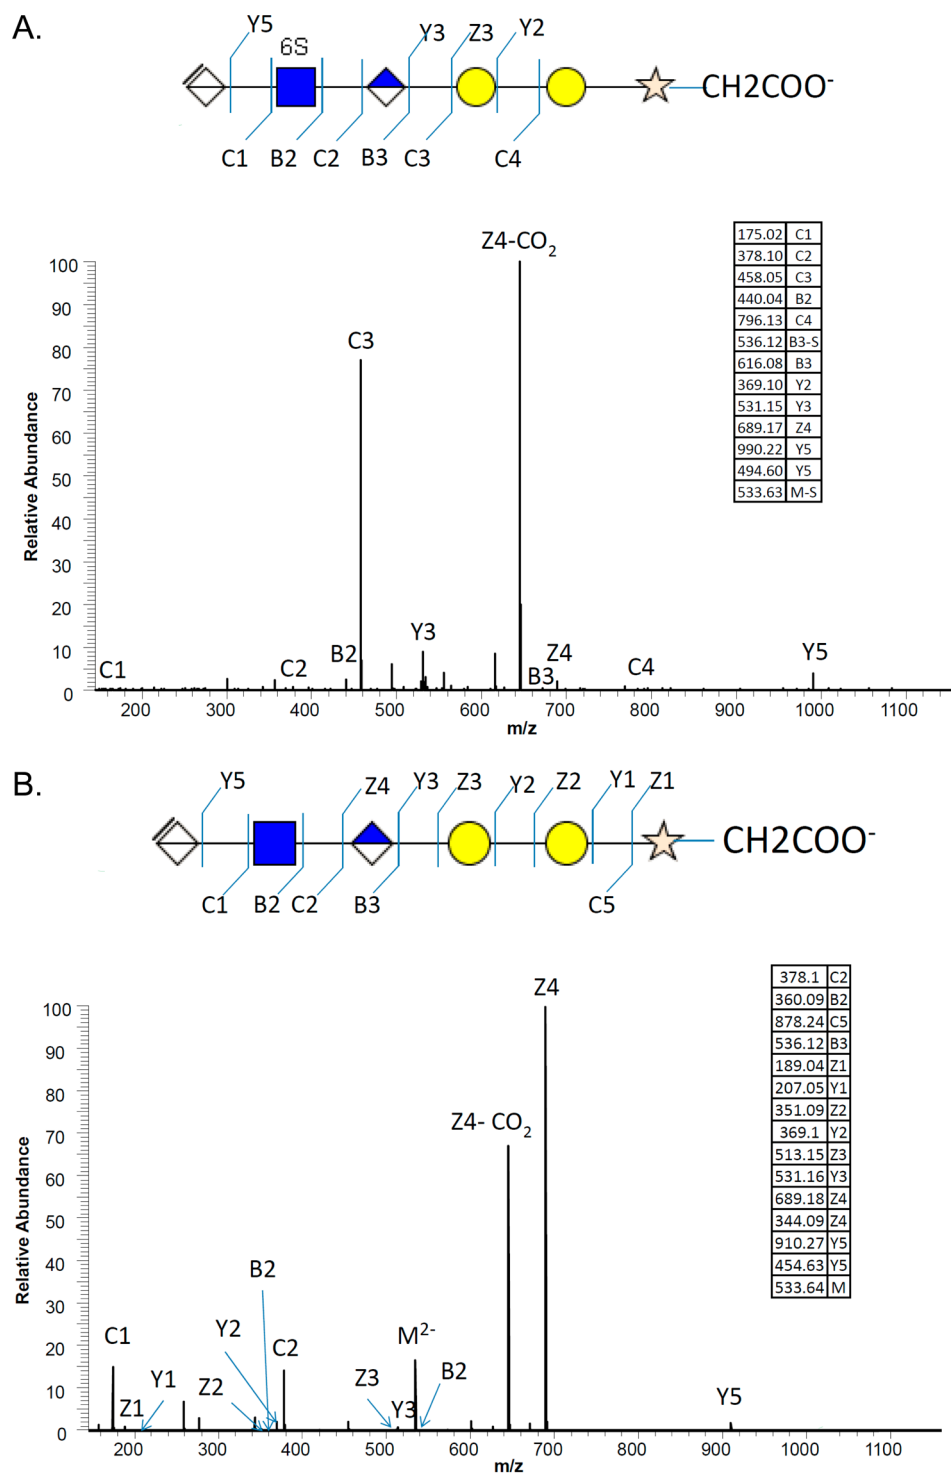 A.
Y5 Y3 Z3 Y2
6S
CH2COO-
C1 B2 C2 B3 C3 C4
Z4-CO2
175.02 C1
378.10 C2
458.05 C3
440.04 B2
796.13 C4
536.12 B3-S
616.08 B3
369.10 Y2
531.15 Y3
689.17 Z4
990.22 Y5
494.60 Y5
533.63 M-S
Relative Abundance
100
90
80
70
60
50
40
30
20
10
0
C3
C1 C2 B2 Y3 B3 Z4 C4 Y5
200 300 400 500 600 700 800 900 1000 1100
m/z
B.
Y5 Z4 Y3 Z3 Y2 Z2 Y1 Z1
CH2COO-
C1 B2 C2 B3 C5
378.1 C2
360.09 B2
878.24 C5
536.12 B3
189.04 Z1
207.05 Y1
351.09 Z2
369.1 Y2
513.15 Z3
531.16 Y3
689.18 Z4
344.09 Z4
910.27 Y5
454.63 Y5
533.64 M
Relative Abundance
100
90
80
70
60
50
40
30
20
10
0
Z4
Z4- CO2
B2
Y2
C1 C2 M2-
Z1 Y1 Z2 Z3 Y3 B2 Y5
200 300 400 500 600 700 800 900 1000 1100
m/z